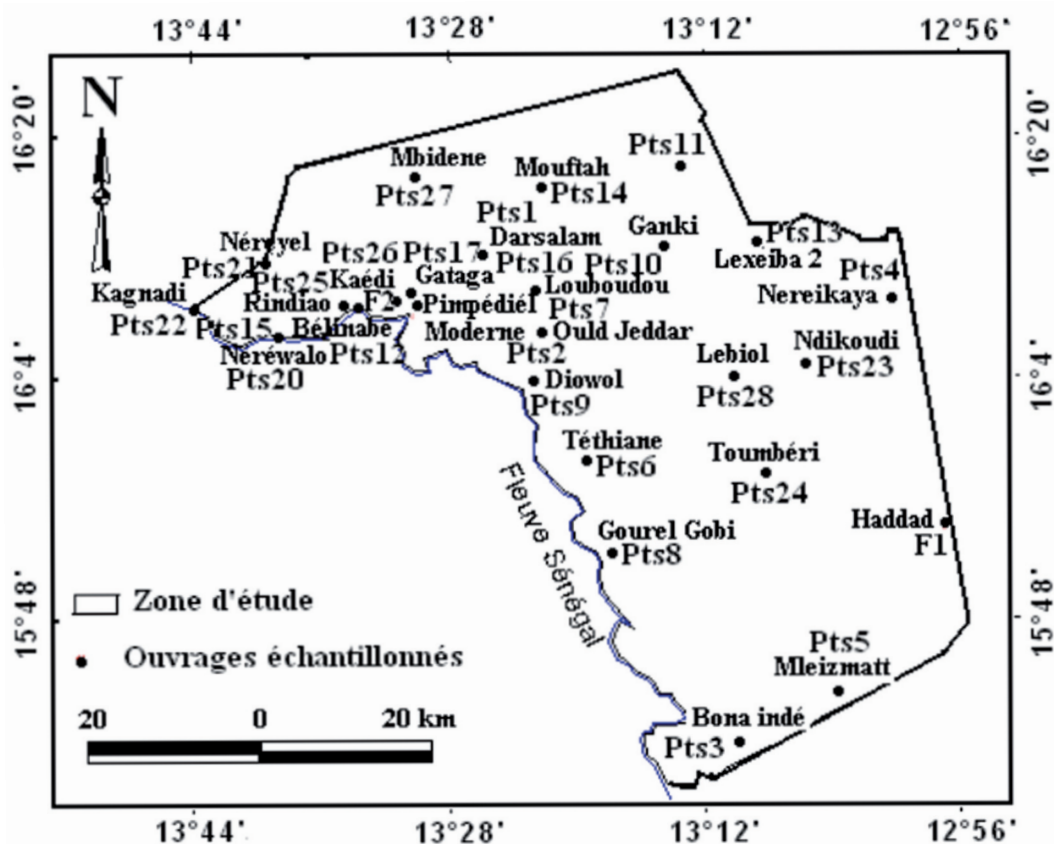 13°44'
13°28'
13°12'
12°56'
N
16°20'
16°20'
Pts11
Mbidene
Pts27
Mouftah
Pts14
Pts1
Ganki
Néreyel
Pts26
Pts17
Darsalam
Pts13
Pts21
Pts25
Kaédi
Gataga
Pts16
Pts10
Lexeiba 2
Pts4
Kagnadi
Rindiao
F2
Pimpédiél
Louboudou
Nereikaya
Pts22
Pts15
Bélinabé
Moderne
Pts7
Ould Jeddar
Neréwalo
Pts12
Pts2
Lebiol
Ndikoudi
Pts20
Diowol
Pts23
16°4'
16°4'
Pts9
Pts28
Téthiane
Pts6
Toumbéri
Pts24
Fleuve Sénégal
Haddad
F1
Gourel Gobi
Pts8
15°48'
15°48'
Zone d'étude
Ouvrages échantillonnés
Pts5
Mleizmatt
20
0
20 km
Bona indé
Pts3
13°44'
13°28'
13°12'
12°56'